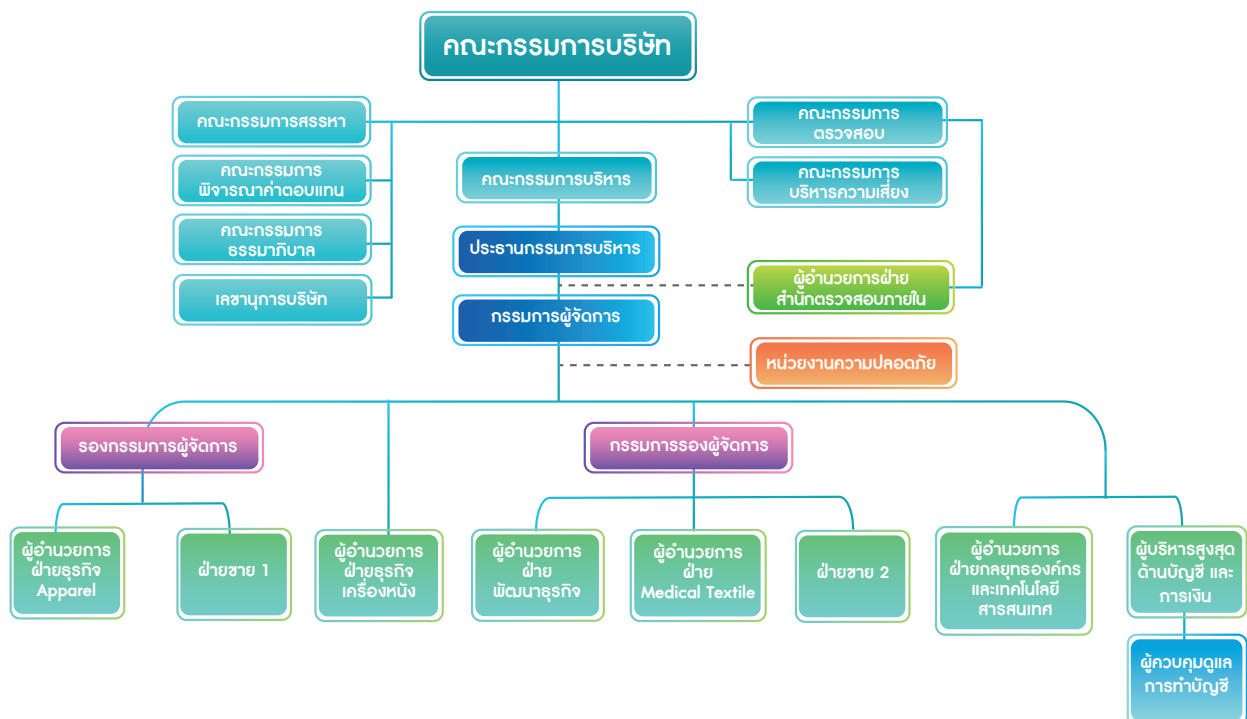 คณะกรรมการบริษัท
คณะกรรมการสรรหา
คณะกรรมการ
ตรวจสอบ
คณะกรรมการ
พิจารณาค่าตอบแทน
คณะกรรมการบริหาร
คณะกรรมการ
บริหารความเสี่ยง
คณะกรรมการ
ธรรมาภิบาล
ประธานกรรมการบริหาร
เลขานุการบริษัท
ผู้อำนวยการฝ่าย
สำนักตรวจสอบภายใน
กรรมการผู้จัดการ
หน่วยงานความปลอดภัย
รองกรรมการผู้จัดการ
กรรมการรองผู้จัดการ
ผู้อำนวยการ
ฝ่ายธุรกิจ
Apparel
ฝ่ายขาย 1
ผู้อำนวยการ
ฝ่ายธุรกิจ
เครื่องหนัง
ผู้อำนวยการ
ฝ่าย
พัฒนาธุรกิจ
ผู้อำนวยการ
ฝ่าย
Medical Textile
ฝ่ายขาย 2
ผู้อำนวยการ
ฝ่ายกลยุทธองค์กร
และเทคโนโลยี
สารสนเทศ
ผู้บริหารสูงสุด
ด้านบัญชี และ
การเงิน
ผู้ควบคุมดูแล
การทำบัญชี